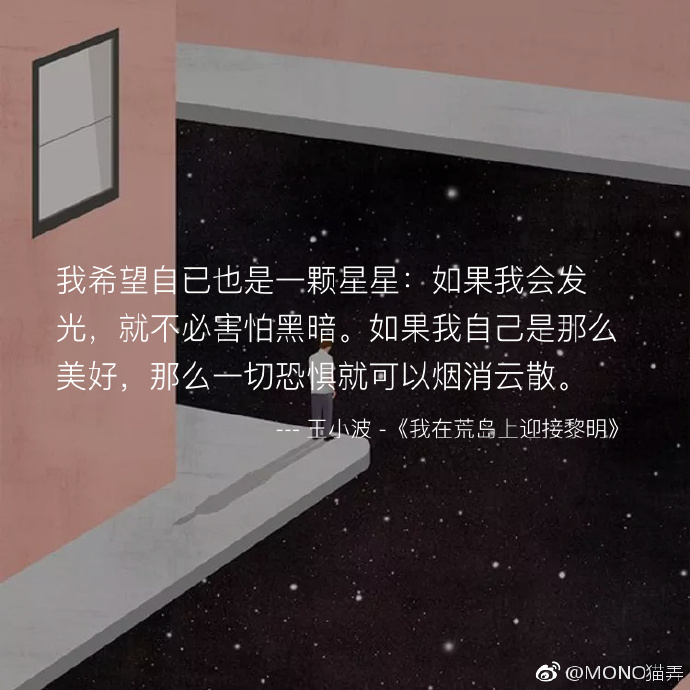 我希望自已也是一颗星星：如果我会发
光，就不必害怕黑暗。如果我自己是那么
美好，那么一切恐惧就可以烟消云散。
--- 王小波 -《我在荒岛上迎接黎明》
@MONO猫弄